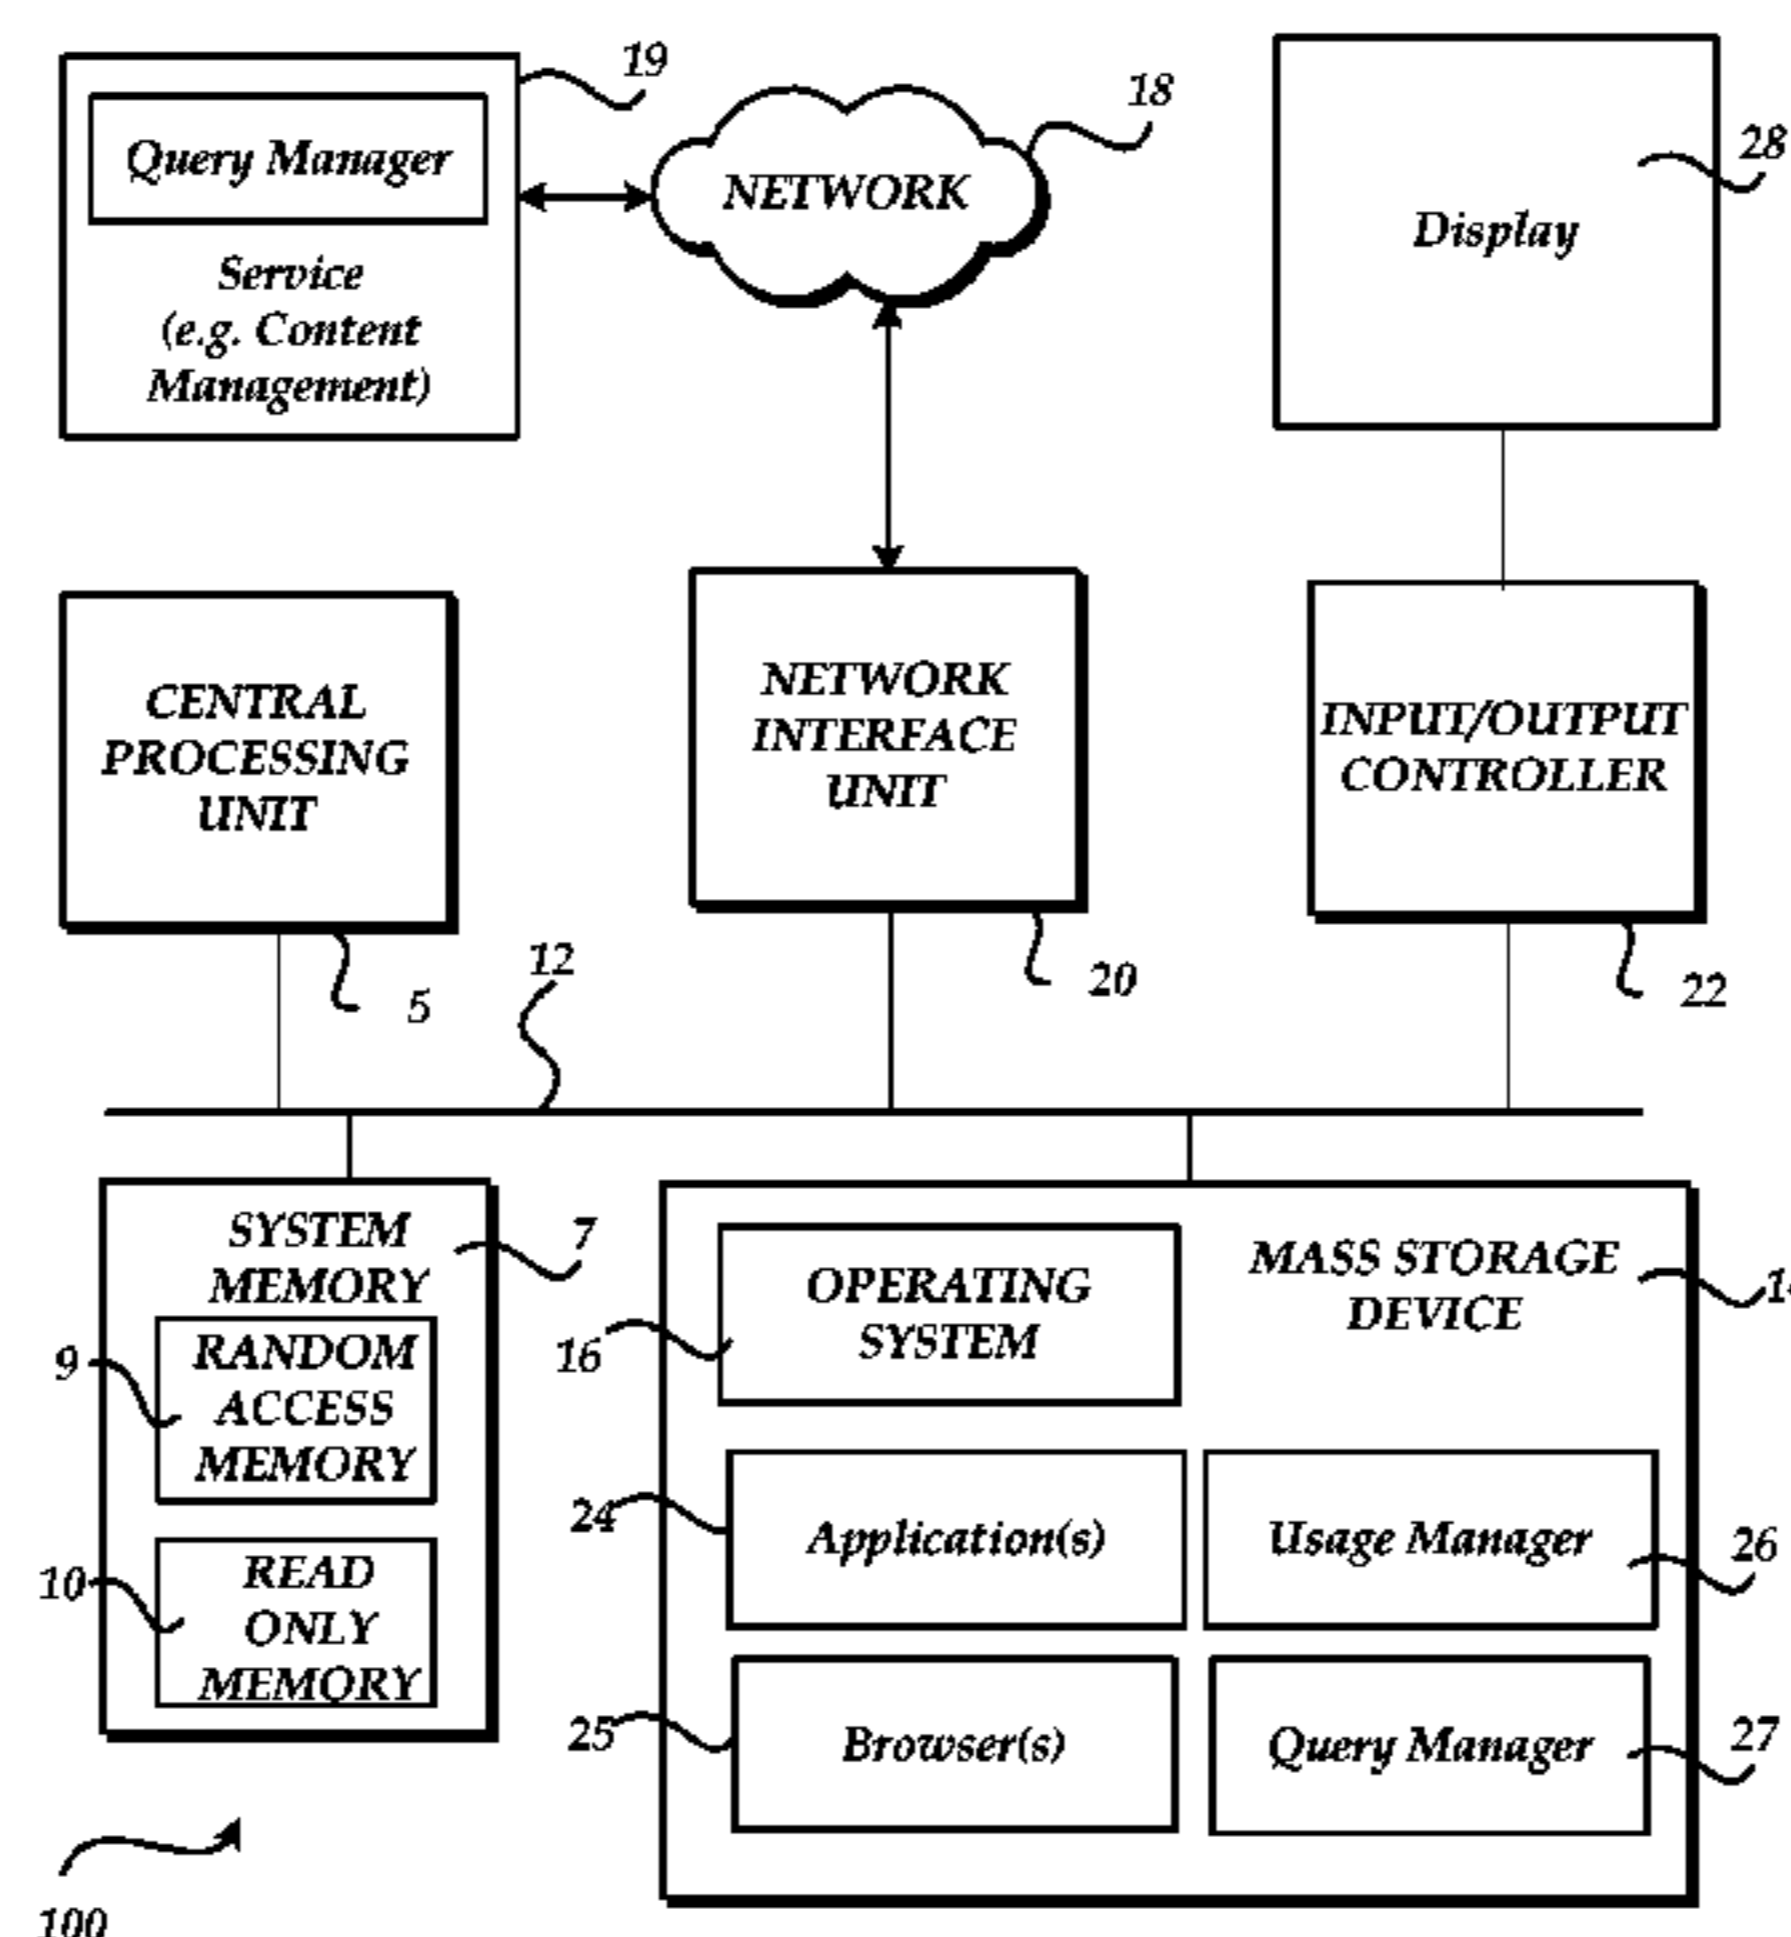 19
Query Manager
Service
(e.g. Content
Management)
NETWORK
18
Display
28
CENTRAL
PROCESSING
UNIT
5
NETWORK
INTERFACE
UNIT
20
INPUT/OUTPUT
CONTROLLER
22
12
SYSTEM
MEMORY
7
RANDOM
ACCESS
MEMORY
9
READ
ONLY
MEMORY
10
OPERATING
SYSTEM
16
MASS STORAGE
DEVICE
Application(s)
24
Usage Manager
26
Browser(s)
25
Query Manager
27
100